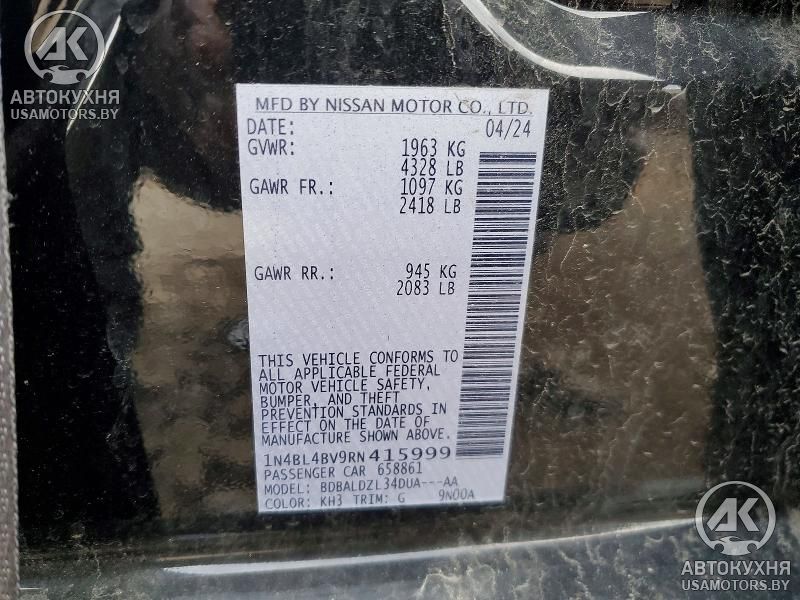 AK
АВТОКУХНЯ
USAMOTORS.BY
MFD BY NISSAN MOTOR CO., LTD.
DATE: 04/24
GVWR: 1963 KG
4328 LB
GAWR FR.: 1097 KG
2418 LB
GAWR RR.: 945 KG
2083 LB
THIS VEHICLE CONFORMS TO
ALL APPLICABLE FEDERAL
MOTOR VEHICLE SAFETY,
BUMPER, AND THEFT
PREVENTION STANDARDS IN
EFFECT ON THE DATE OF
MANUFACTURE SHOWN ABOVE.
1N4BL4BV9RN415999
PASSENGER CAR 658861
MODEL: BDBALDZL34DUA---AA
COLOR: KH3 TRIM: G 9N00A
AK
АВТОКУХНЯ
USAMOTORS.BY